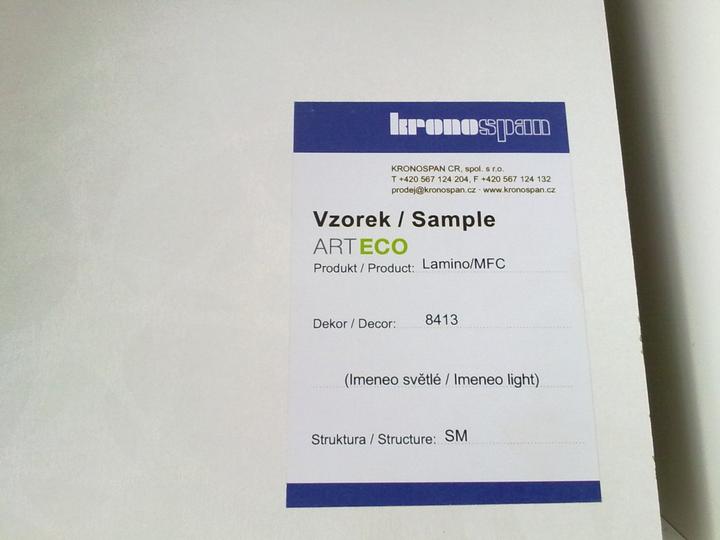 kronospan
KRONOSPAN CR, spol. s r.o.
T +420 567 124 204, F +420 567 124 132
prodej@kronospan.cz · www.kronospan.cz
Vzorek / Sample
ARTECO
Produkt / Product: Lamino/MFC
Dekor / Decor: 8413
(Imeneo světlé / Imeneo light)
Struktura / Structure: SM